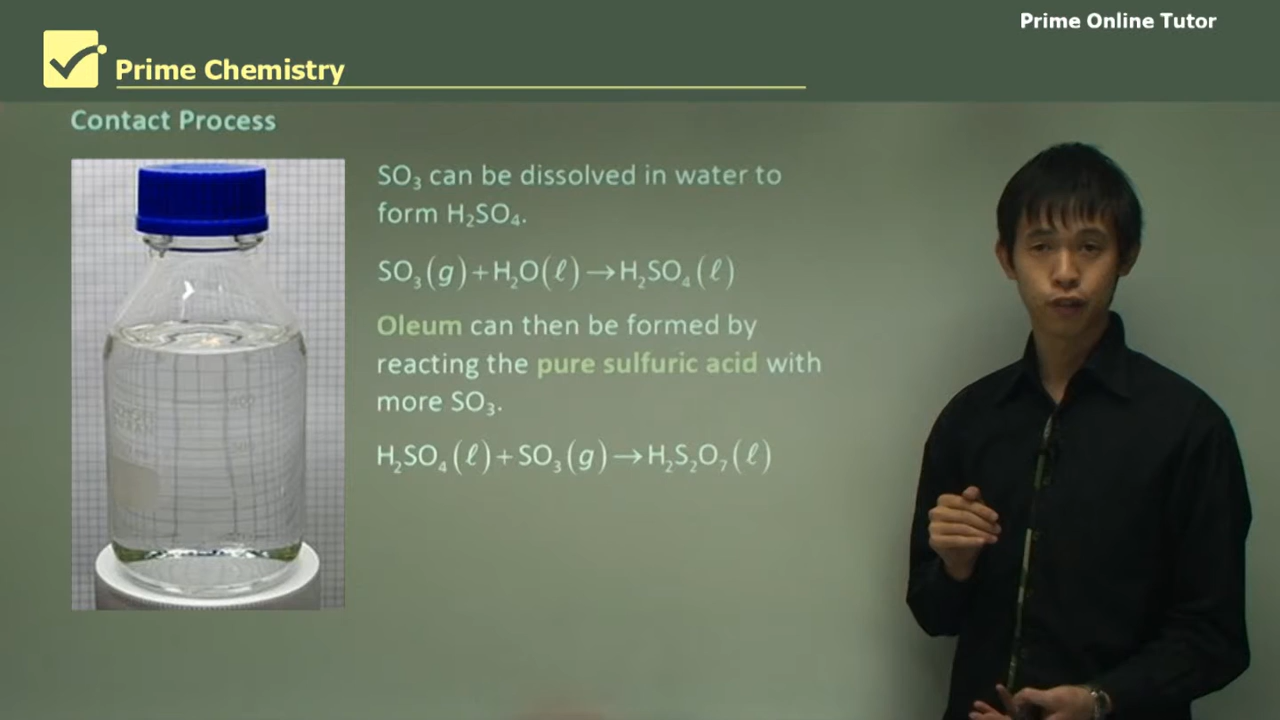 Prime Online Tutor
Prime Chemistry
Contact Process
SO₃ can be dissolved in water to
form H₂SO₄.
SO₃(g)+H₂O(ℓ)→H₂SO₄(ℓ)
Oleum can then be formed by
reacting the pure sulfuric acid with
more SO₃.
H₂SO₄(ℓ)+SO₃(g)→H₂S₂O₇(ℓ)